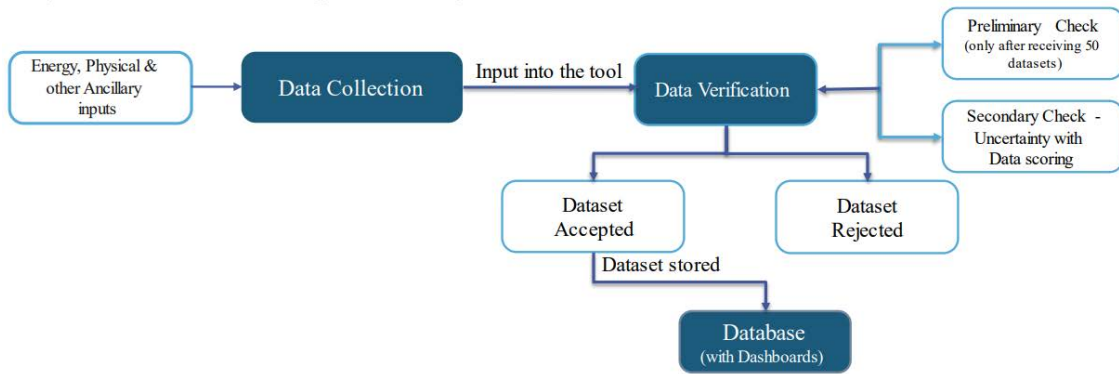 Energy, Physical &
other Ancillary
inputs
Data Collection
Input into the tool
Data Verification
Preliminary Check
(only after receiving 50
datasets)
Secondary Check -
Uncertainty with
Data scoring
Dataset
Accepted
Dataset
Rejected
Dataset stored
Database
(with Dashboards)